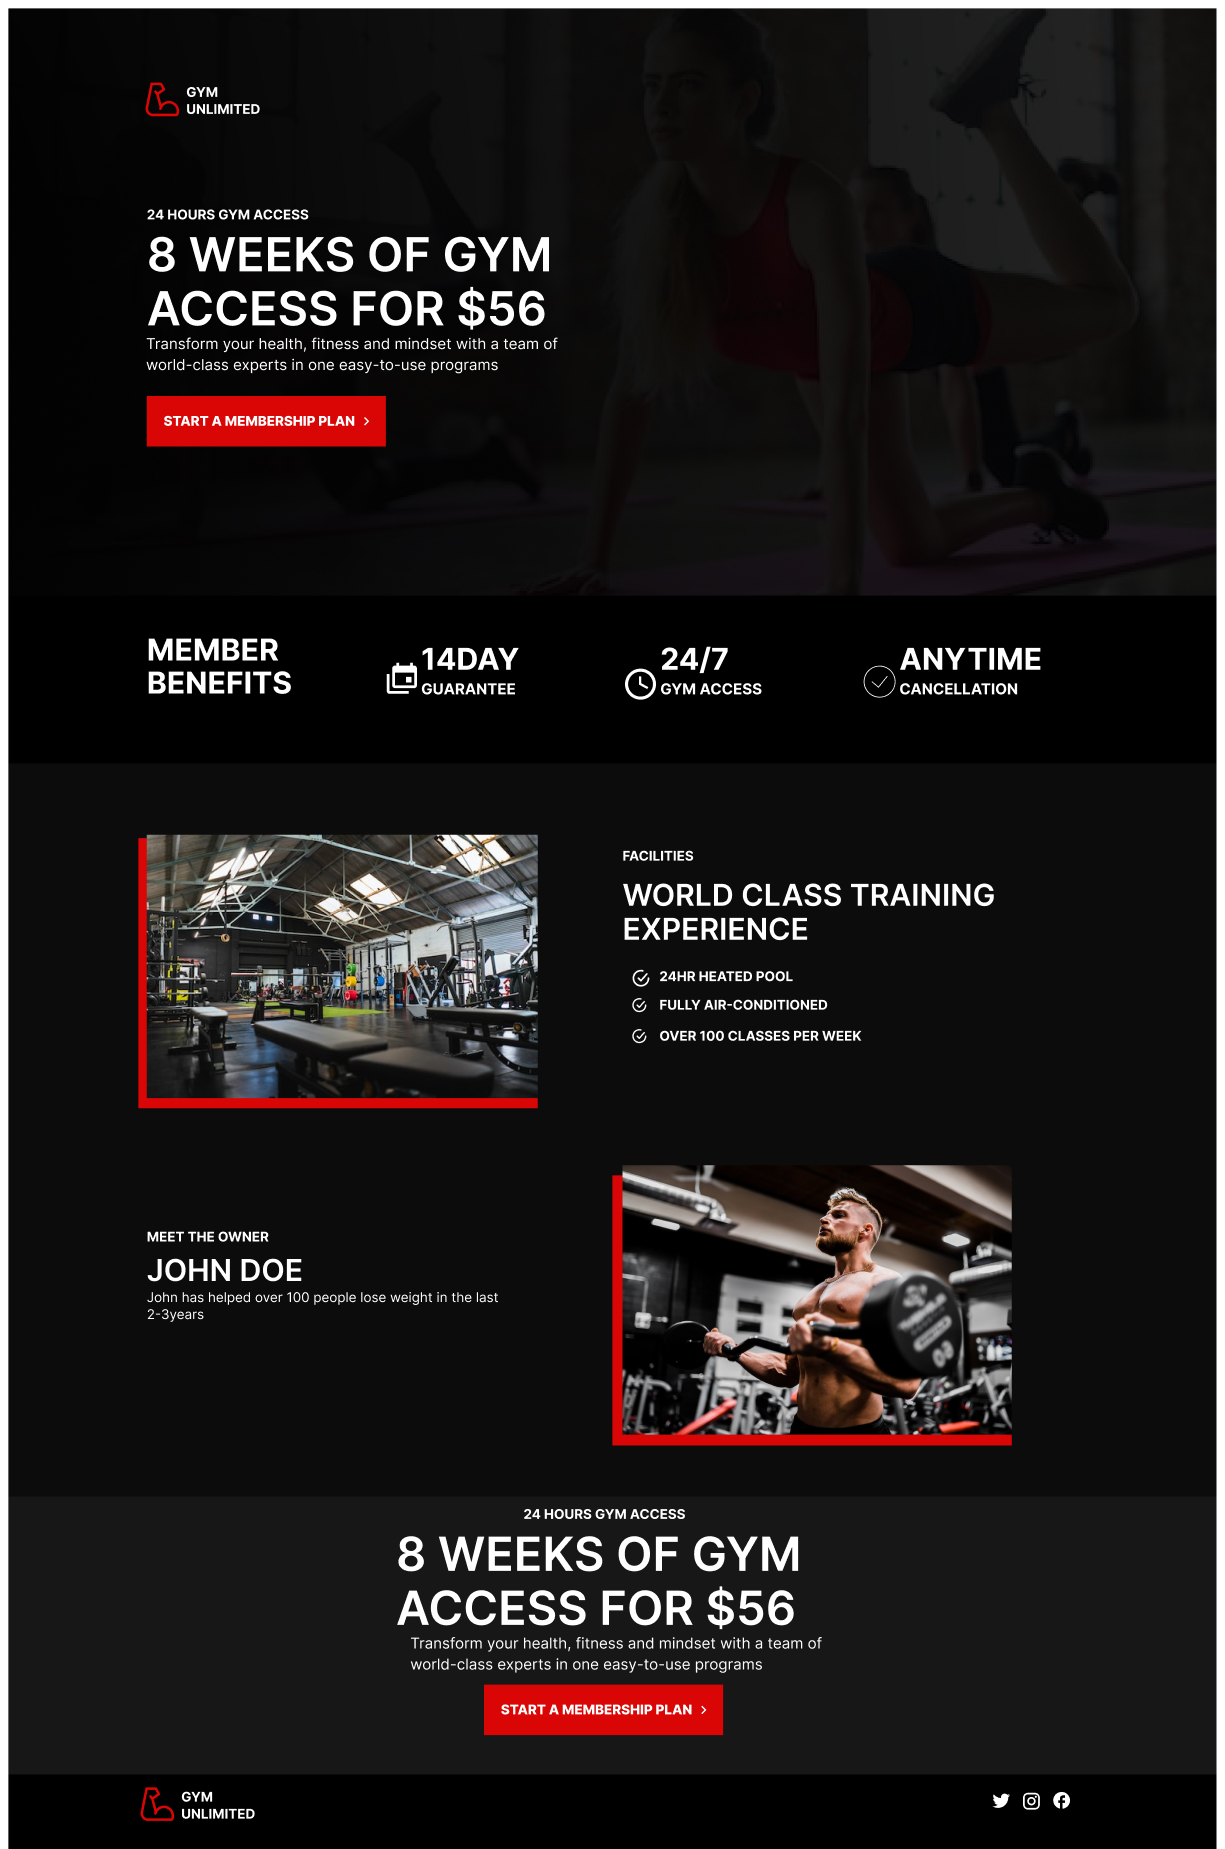 GYM
UNLIMITED
24 HOURS GYM ACCESS
8 WEEKS OF GYM
ACCESS FOR $56
Transform your health, fitness and mindset with a team of
world-class experts in one easy-to-use programs
START A MEMBERSHIP PLAN
MEMBER
BENEFITS
14DAY
GUARANTEE
24/7
GYM ACCESS
ANYTIME
CANCELLATION
FACILITIES
WORLD CLASS TRAINING
EXPERIENCE
24HR HEATED POOL
FULLY AIR-CONDITIONED
OVER 100 CLASSES PER WEEK
MEET THE OWNER
JOHN DOE
John has helped over 100 people lose weight in the last
2-3years
24 HOURS GYM ACCESS
8 WEEKS OF GYM
ACCESS FOR $56
Transform your health, fitness and mindset with a team of
world-class experts in one easy-to-use programs
START A MEMBERSHIP PLAN
GYM
UNLIMITED